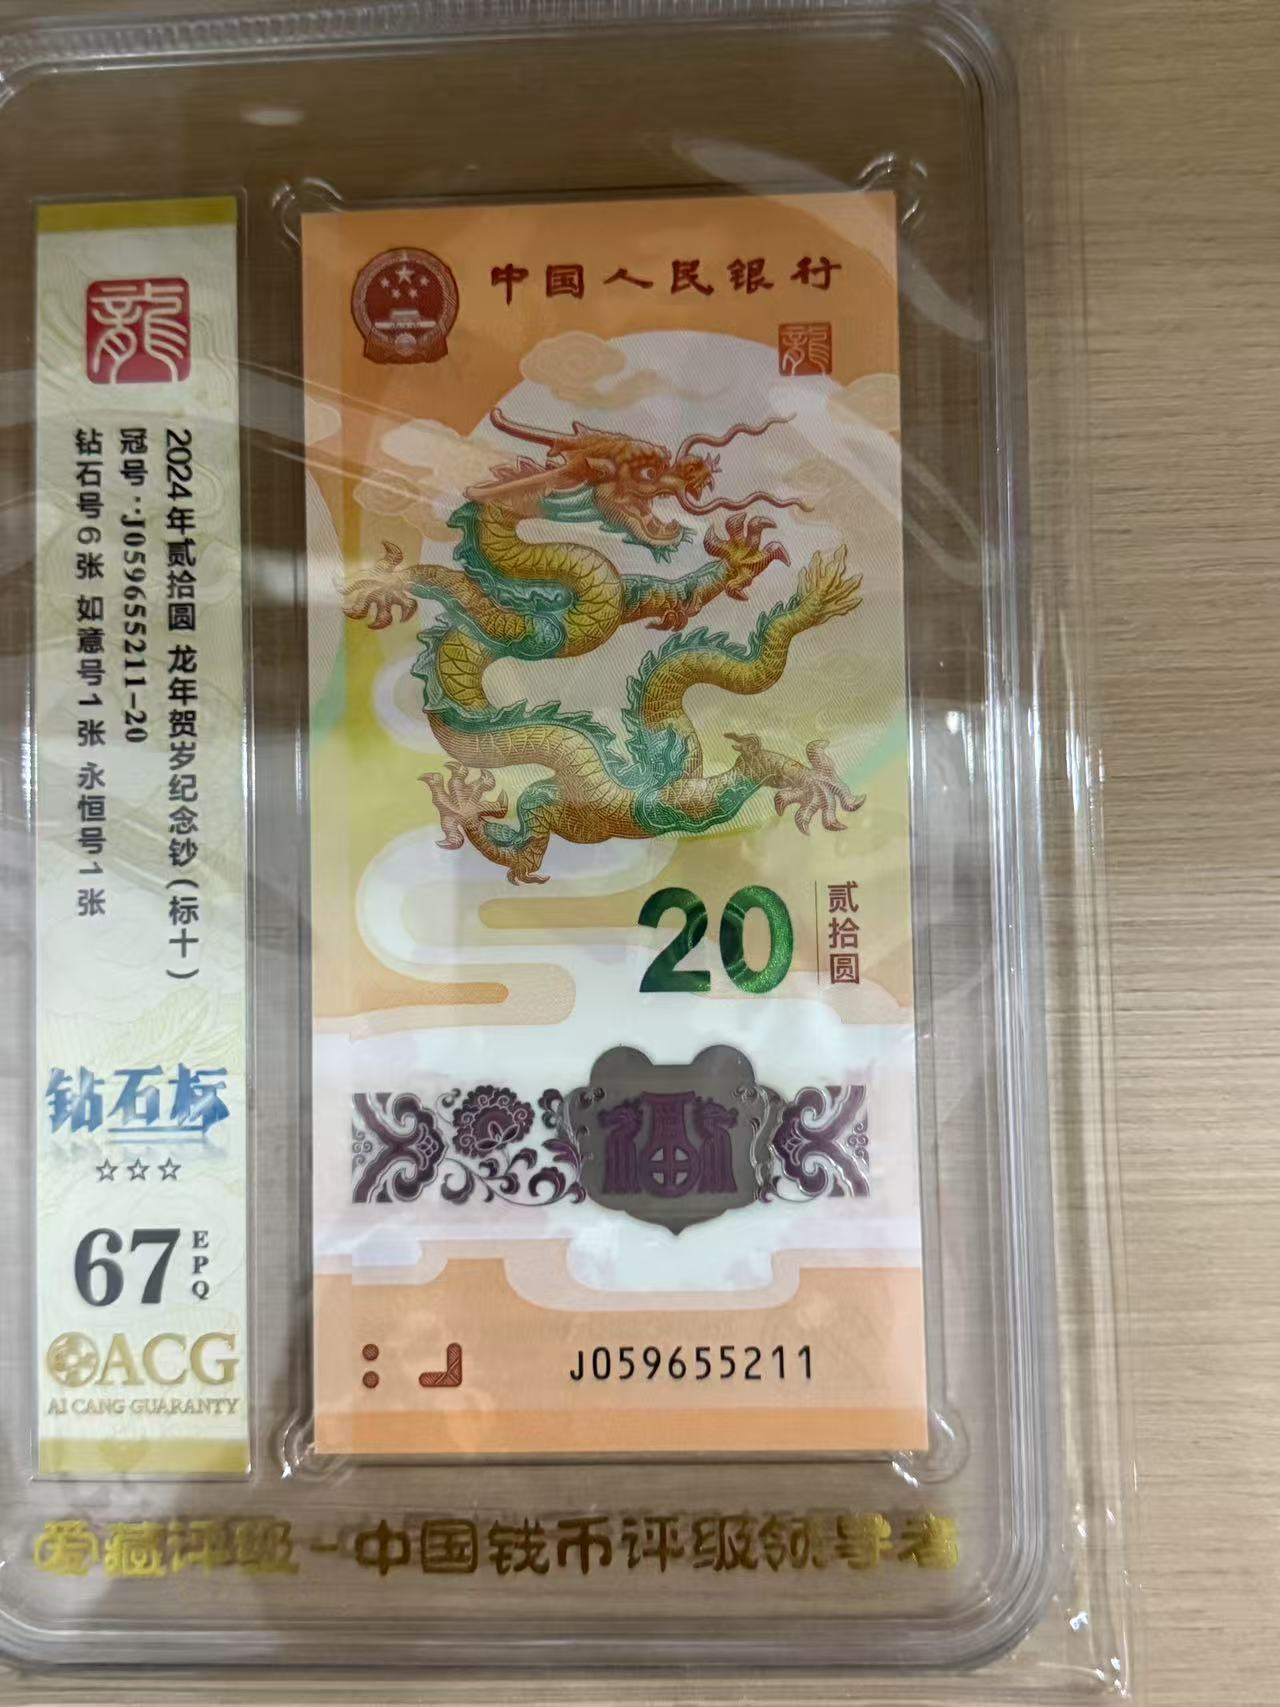 龍
2024年贰拾圆 龙年贺岁纪念钞(标十)
冠号:J059655211-20
钻石号6张 如意号1张 永恒号1张
钻石标
☆☆☆
67 EPQ
ACG
AI CANG GUARANTY
中国人民银行
龍
20
贰拾圆
J059655211
爱藏评级-中国钱币评级领导者